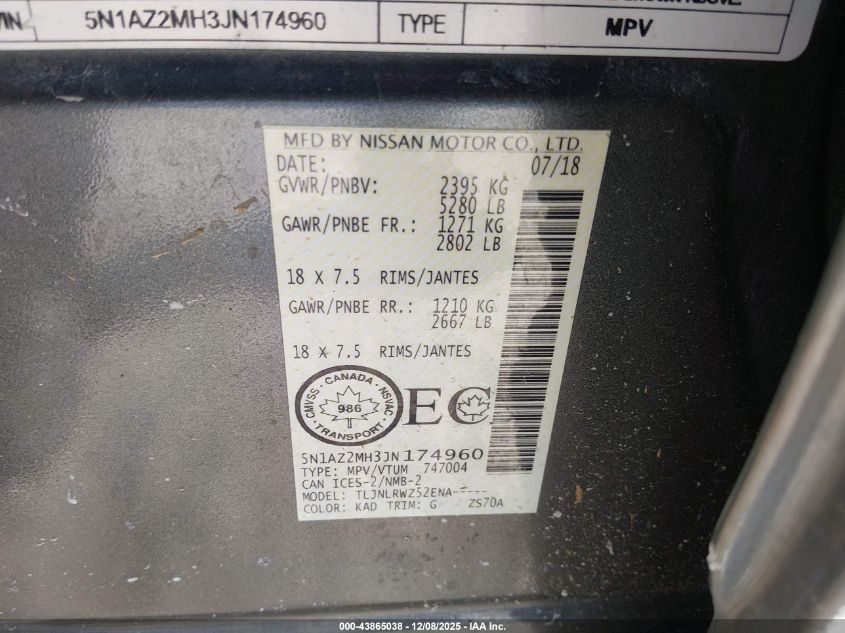 VIN 5N1AZ2MH3JN174960 TYPE MPV
MFD BY NISSAN MOTOR CO., LTD.
DATE: 07/18
GVWR/PNBV: 2395 KG
5280 LB
GAWR/PNBE FR.: 1271 KG
2802 LB
18 X 7.5 RIMS/JANTES
GAWR/PNBE RR.: 1210 KG
2667 LB
18 X 7.5 RIMS/JANTES
CANADA
CMVSS 986 NSVAC
TRANSPORT
EC
5N1AZ2MH3JN174960
TYPE: MPV/VTUM 747004
CAN ICES-2/NMB-2
MODEL: TLJNLRWZ52ENA-----
COLOR: KAD TRIM: G ZS70A
000-43865038 - 12/08/2025 - IAA Inc.